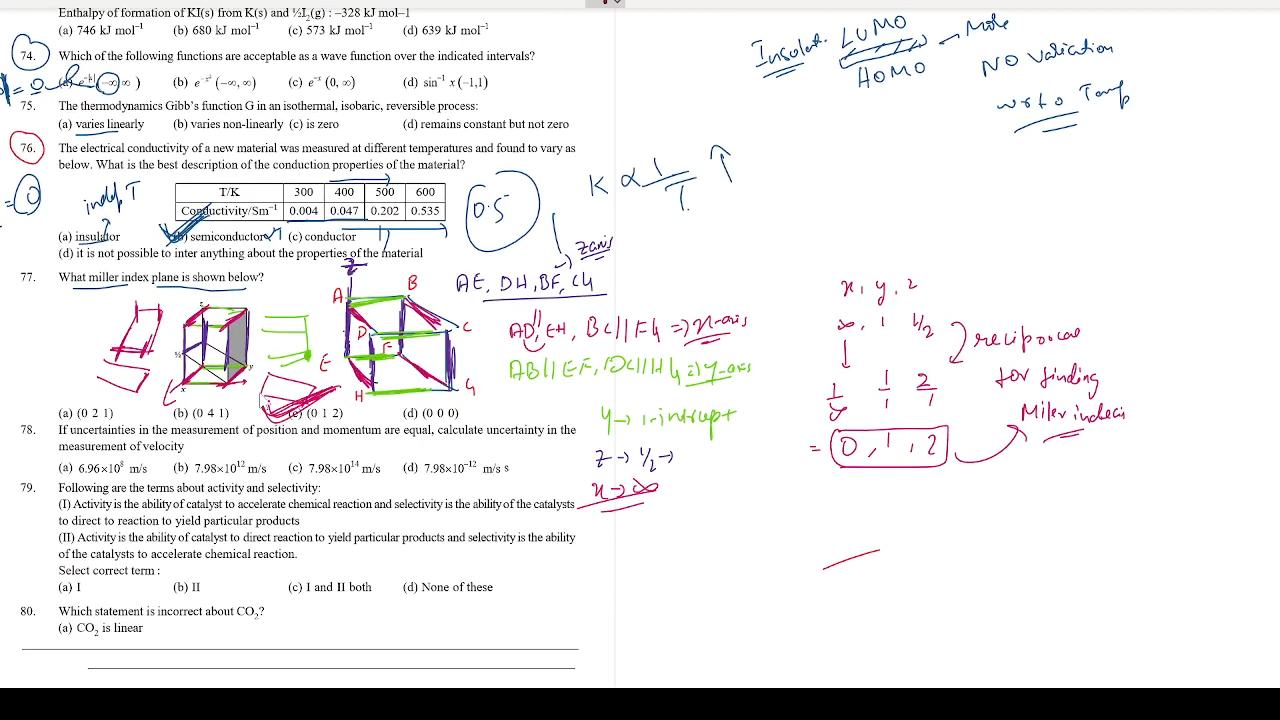 Enthalpy of formation of KI(s) from K(s) and ½I₂(g) : –328 kJ mol–1
(a) 746 kJ mol⁻¹ (b) 680 kJ mol⁻¹ (c) 573 kJ mol⁻¹ (d) 639 kJ mol⁻¹
74. Which of the following functions are acceptable as a wave function over the indicated intervals?
(b) e^(-x²) (–∞, ∞) (c) e⁻ˣ (0, ∞) (d) sin⁻¹ x (–1,1)
75. The thermodynamics Gibb's function G in an isothermal, isobaric, reversible process:
(a) varies linearly (b) varies non-linearly (c) is zero (d) remains constant but not zero
76. The electrical conductivity of a new material was measured at different temperatures and found to vary as
below. What is the best description of the conduction properties of the material?
T/K 300 400 500 600
Conductivity/Sm⁻¹ 0.004 0.047 0.202 0.535
(a) insulator (b) semiconductor (c) conductor
(d) it is not possible to inter anything about the properties of the material
77. What miller index plane is shown below?
(a) (0 2 1) (b) (0 4 1) (c) (0 1 2) (d) (0 0 0)
78. If uncertainties in the measurement of position and momentum are equal, calculate uncertainty in the
measurement of velocity
(a) 6.96×10⁸ m/s (b) 7.98×10¹² m/s (c) 7.98×10¹⁴ m/s (d) 7.98×10⁻¹² m/s s
79. Following are the terms about activity and selectivity:
(I) Activity is the ability of catalyst to accelerate chemical reaction and selectivity is the ability of the catalysts
to direct to reaction to yield particular products
(II) Activity is the ability of catalyst to direct reaction to yield particular products and selectivity is the ability
of the catalysts to accelerate chemical reaction.
Select correct term :
(a) I (b) II (c) I and II both (d) None of these
80. Which statement is incorrect about CO₂?
(a) CO₂ is linear
= 0
indep T
0.5
z axis
AE, DH, BF, CG
Z
A B
D C
E F
H G
AD || EH, BC || FG ⇒ x-axis
AB || EF, DC || HG ⇒ y-axis
y → 1-intrupt
z → ½ →
x → ∞
Insulat. LUMO
HOMO
NO Variation
w r to Temp
K ∝ 1/T ↑
x, y, z
∞, 1 1/2
reciprocal
1/∞ 1/1 2/1
for finding
Miler indecis
= 0, 1, 2